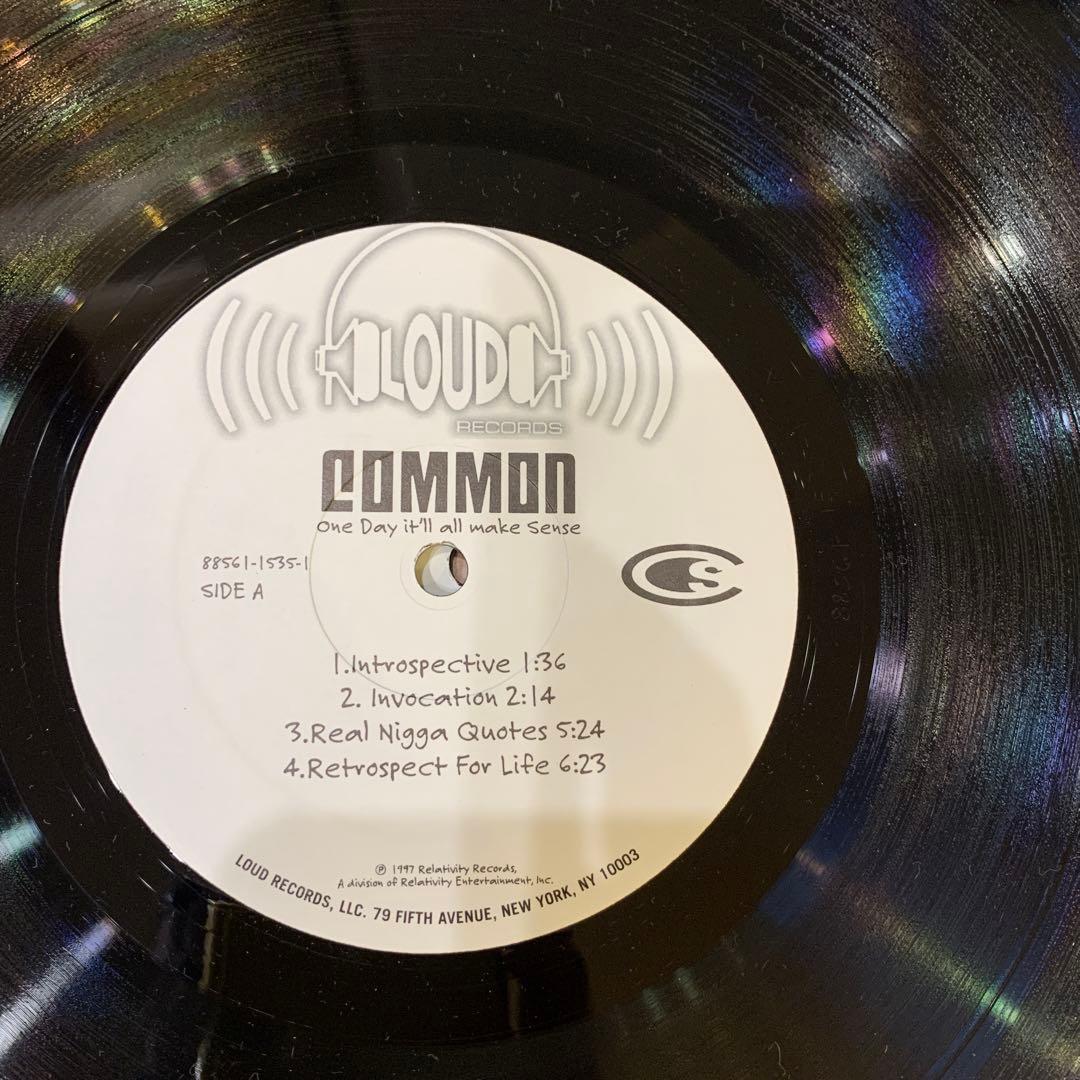 LOUD
RECORDS
COMMON
One Day it'll all make Sense
88561-1535-1
SIDE A
CS
1.Introspective 1:36
2. Invocation 2:14
3.Real Nigga Quotes 5:24
4.Retrospect For Life 6:23
℗ 1997 Relativity Records,
A division of Relativity Entertainment, Inc.
LOUD RECORDS, LLC. 79 FIFTH AVENUE, NEW YORK, NY 10003